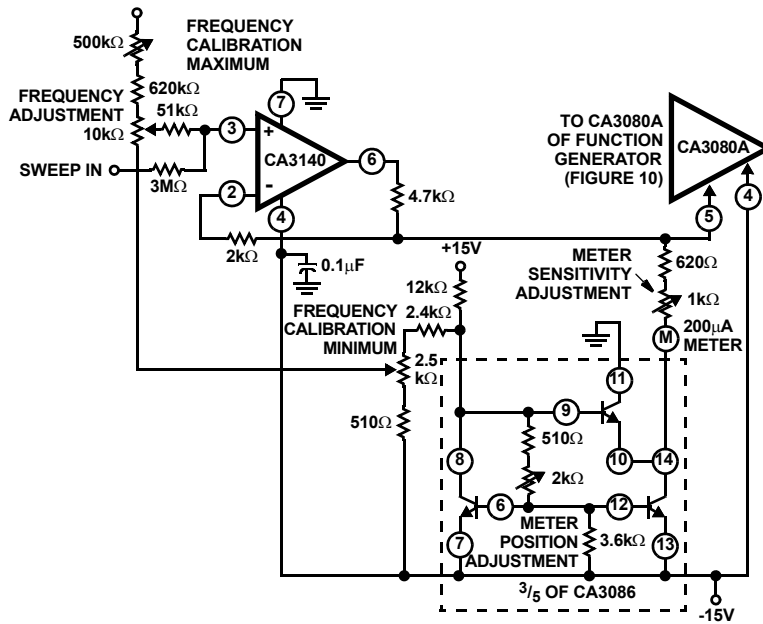 500kΩ
FREQUENCY
CALIBRATION
MAXIMUM
620kΩ
FREQUENCY
ADJUSTMENT
10kΩ
51kΩ
7
3
+
CA3140
6
SWEEP IN
3MΩ
2
-
4
4.7kΩ
2kΩ
0.1μF
TO CA3080A
OF FUNCTION
GENERATOR
(FIGURE 10)
CA3080A
4
5
+15V
12kΩ
METER
SENSITIVITY
ADJUSTMENT
620Ω
1kΩ
FREQUENCY
CALIBRATION
MINIMUM
2.4kΩ
2.5
kΩ
510Ω
M
200μA
METER
11
9
510Ω
8
10
14
2kΩ
6
12
METER
POSITION
ADJUSTMENT
3.6kΩ
7
13
3/5 OF CA3086
-15V